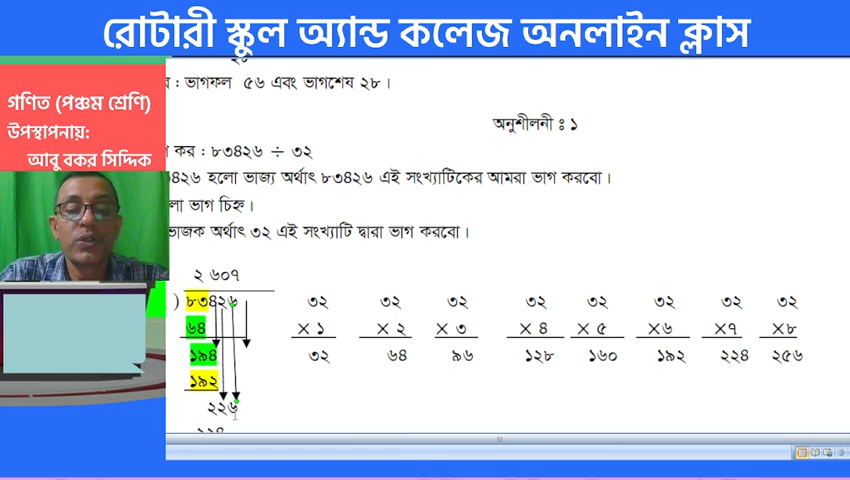 রোটারী স্কুল অ্যান্ড কলেজ অনলাইন ক্লাস
গণিত (পঞ্চম শ্রেণি)
উপস্থাপনায়:
আবু বকর সিদ্দিক
: ভাগফল ৫৬ এবং ভাগশেষ ২৮।
অনুশীলনী ঃ ১
কর : ৮৩৪২৬ ÷ ৩২
৪২৬ হলো ভাজ্য অর্থাৎ ৮৩৪২৬ এই সংখ্যাটিকের আমরা ভাগ করবো।
লো ভাগ চিহ্ন।
ভাজক অর্থাৎ ৩২ এই সংখ্যাটি দ্বারা ভাগ করবো।
২ ৬০৭
) ৮৩৪২৬ ৩২ ৩২ ৩২ ৩২ ৩২ ৩২ ৩২ ৩২
৬৪ × ১ × ২ × ৩ × ৪ × ৫ ×৬ ×৭ ×৮
১৯৪ ৩২ ৬৪ ৯৬ ১২৮ ১৬০ ১৯২ ২২৪ ২৫৬
১৯২
২২৬